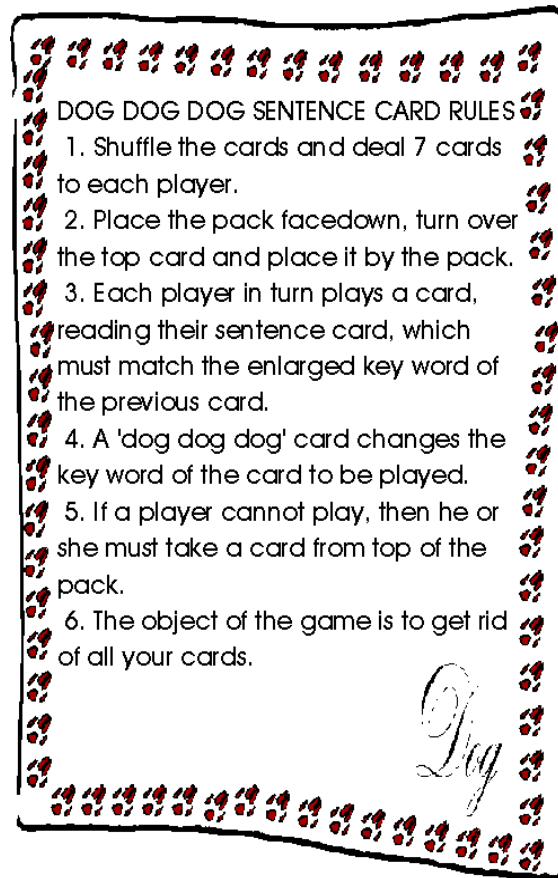 DOG DOG DOG SENTENCE CARD RULES
1. Shuffle the cards and deal 7 cards
to each player.
2. Place the pack facedown, turn over
the top card and place it by the pack.
3. Each player in turn plays a card,
reading their sentence card, which
must match the enlarged key word of
the previous card.
4. A 'dog dog dog' card changes the
key word of the card to be played.
5. If a player cannot play, then he or
she must take a card from top of the
pack.
6. The object of the game is to get rid
of all your cards.
Dog